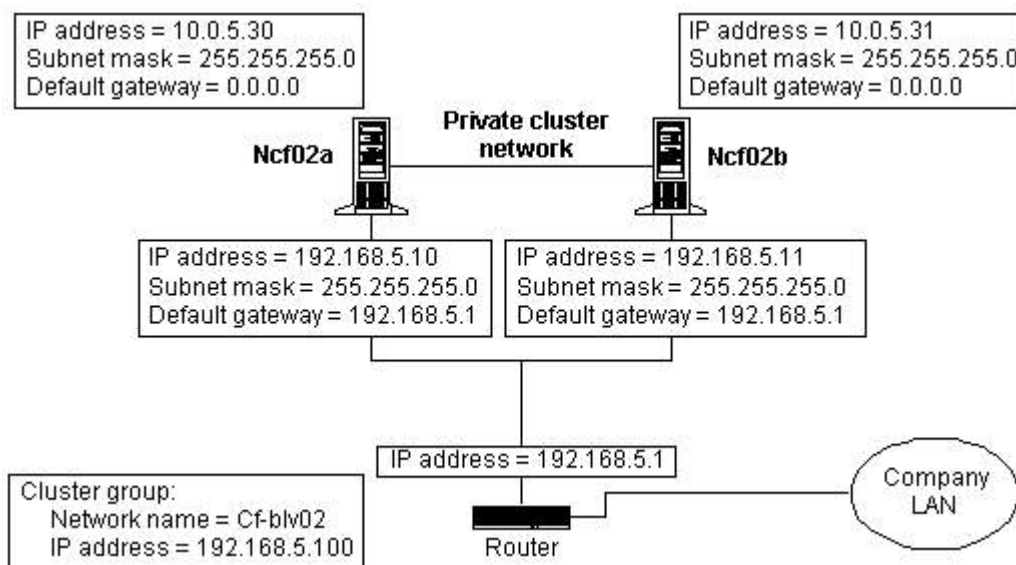 IP address = 10.0.5.30
Subnet mask = 255.255.255.0
Default gateway = 0.0.0.0
IP address = 10.0.5.31
Subnet mask = 255.255.255.0
Default gateway = 0.0.0.0
Private cluster
network
Ncf02a
Ncf02b
IP address = 192.168.5.10
Subnet mask = 255.255.255.0
Default gateway = 192.168.5.1
IP address = 192.168.5.11
Subnet mask = 255.255.255.0
Default gateway = 192.168.5.1
IP address = 192.168.5.1
Company
LAN
Cluster group:
Network name = Cf-blv02
IP address = 192.168.5.100
Router